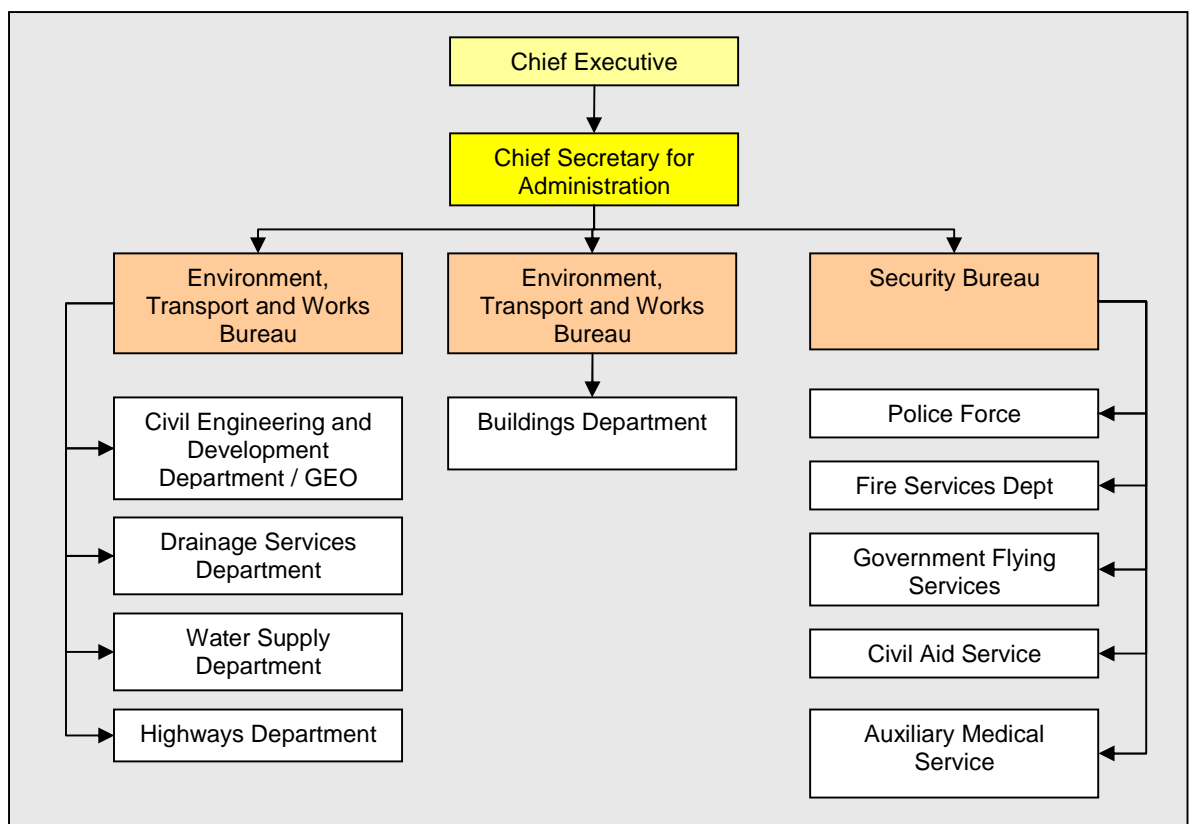 Chief Executive
Chief Secretary for
Administration
Environment,
Transport and Works
Bureau
Environment,
Transport and Works
Bureau
Security Bureau
Civil Engineering and
Development
Department / GEO
Drainage Services
Department
Water Supply
Department
Highways Department
Buildings Department
Police Force
Fire Services Dept
Government Flying
Services
Civil Aid Service
Auxiliary Medical
Service